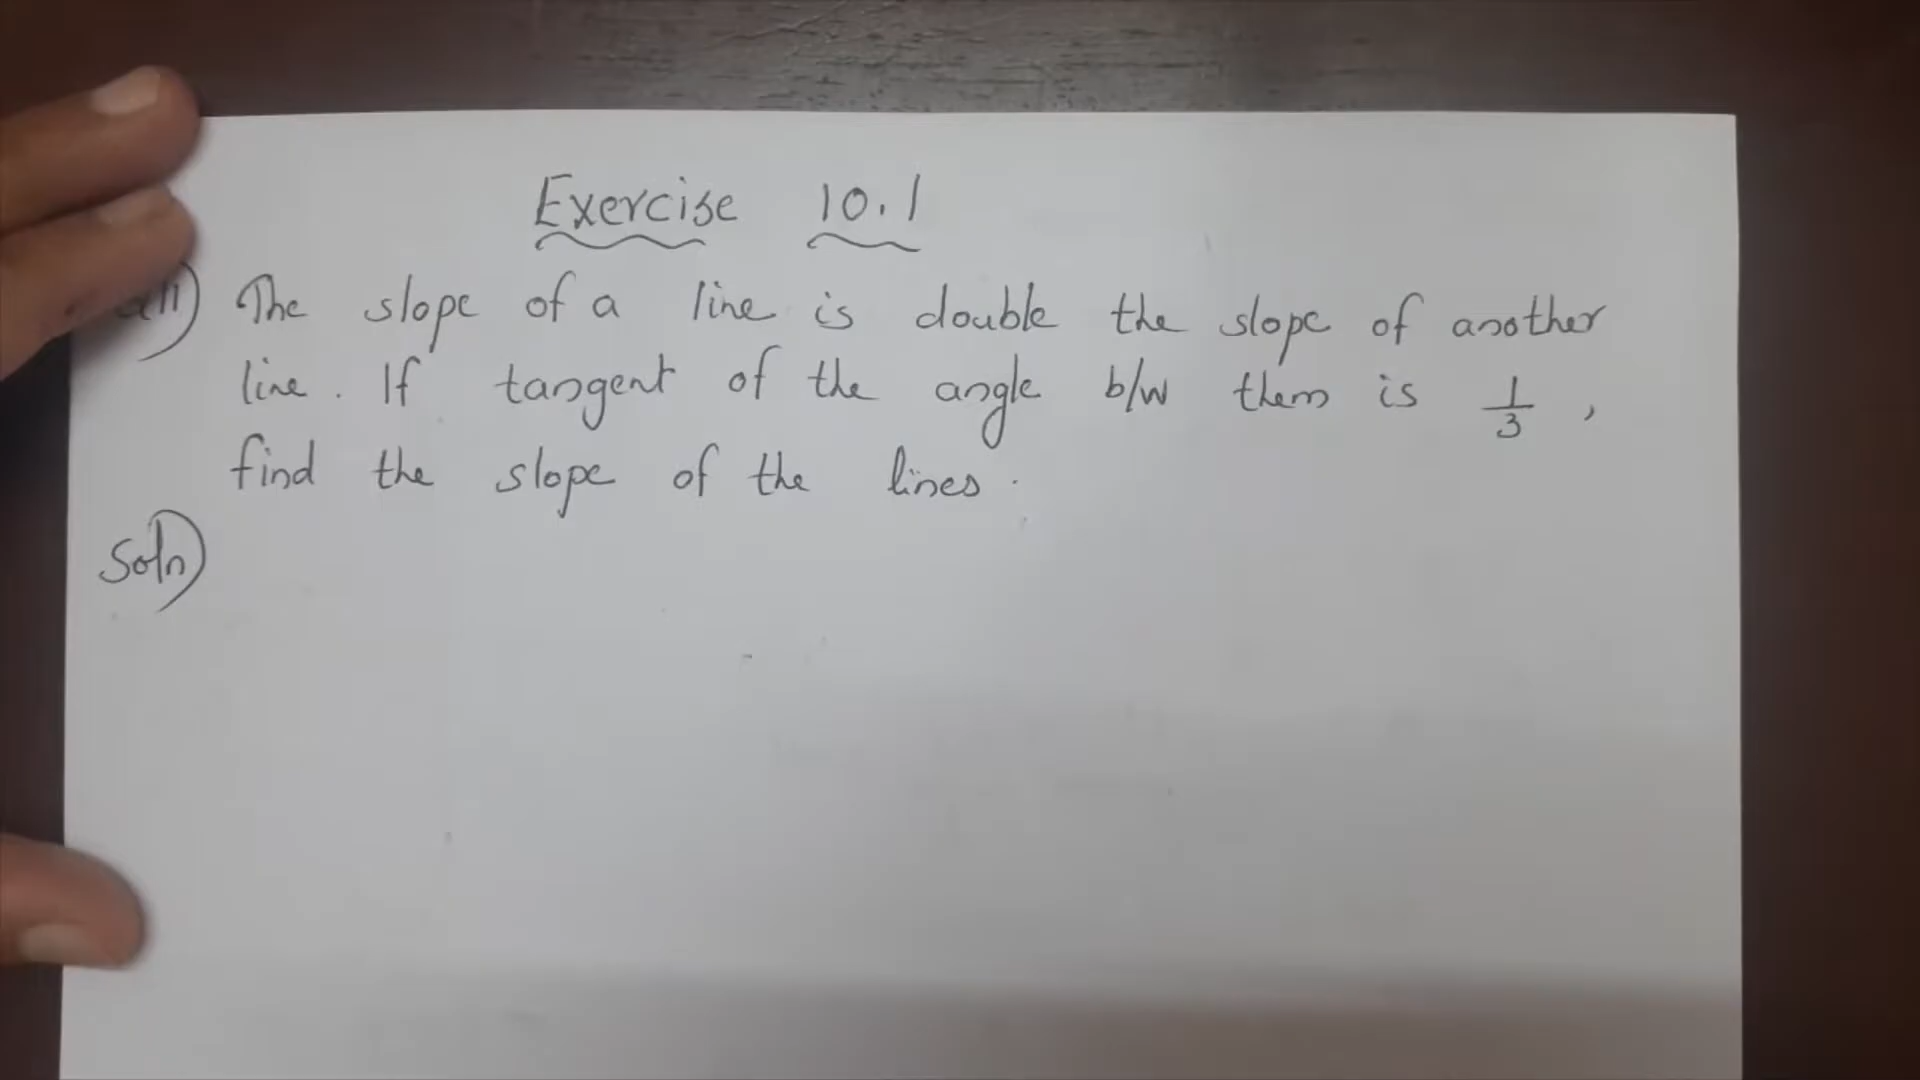 Exercise 10.1
Q11) The slope of a line is double the slope of another
line. If tangent of the angle b/w them is 1/3,
find the slope of the lines.
Soln)